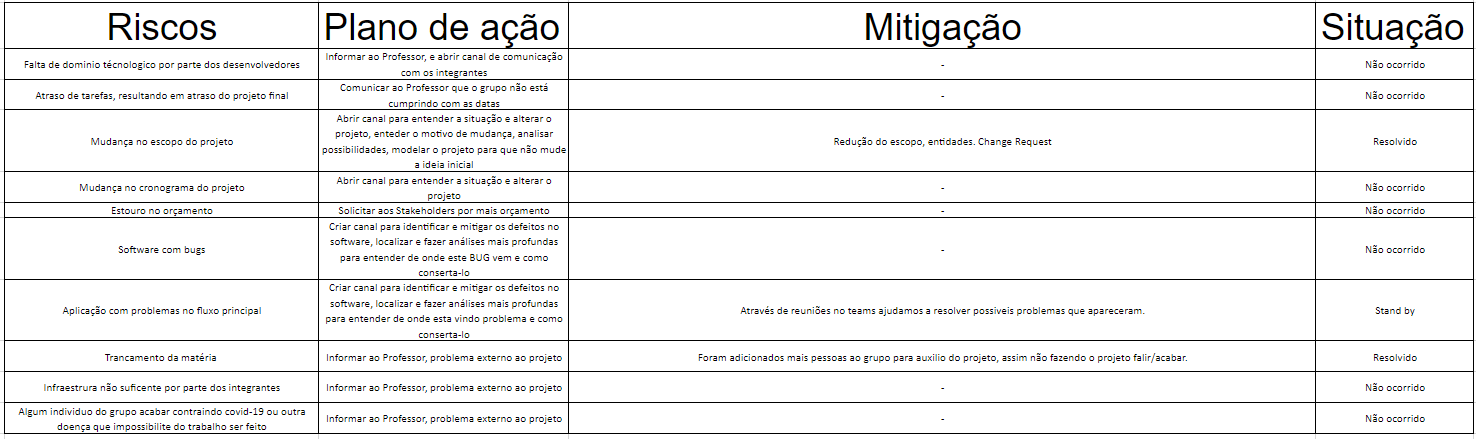 Riscos Plano de ação Mitigação Situação
Falta de dominio técnologico por parte dos desenvolvedores
Informar ao Professor, e abrir canal de comunicação
com os integrantes
-
Não ocorrido
Atraso de tarefas, resultando em atraso do projeto final
Comunicar ao Professor que o grupo não está
cumprindo com as datas
-
Não ocorrido
Mudança no escopo do projeto
Abrir canal para entender a situação e alterar o
projeto, enteder o motivo de mudança, analisar
possibilidades, modelar o projeto para que não mude
a ideia inicial
Redução do escopo, entidades. Change Request
Resolvido
Mudança no cronograma do projeto
Abrir canal para entender a situação e alterar o
projeto
-
Não ocorrido
Estouro no orçamento
Solicitar aos Stakeholders por mais orçamento
-
Não ocorrido
Software com bugs
Criar canal para identificar e mitigar os defeitos no
software, localizar e fazer análises mais profundas
para entender de onde este BUG vem e como
conserta-lo
-
Não ocorrido
Aplicação com problemas no fluxo principal
Criar canal para identificar e mitigar os defeitos no
software, localizar e fazer análises mais profundas
para entender de onde esta vindo problema e como
conserta-lo
Através de reuniões no teams ajudamos a resolver possiveis problemas que apareceram.
Stand by
Trancamento da matéria
Informar ao Professor, problema externo ao projeto
Foram adicionados mais pessoas ao grupo para auxilio do projeto, assim não fazendo o projeto falir/acabar.
Resolvido
Infraestrura não suficente por parte dos integrantes
Informar ao Professor, problema externo ao projeto
-
Não ocorrido
Algum individuo do grupo acabar contraindo covid-19 ou outra
doença que impossibilite do trabalho ser feito
Informar ao Professor, problema externo ao projeto
-
Não ocorrido